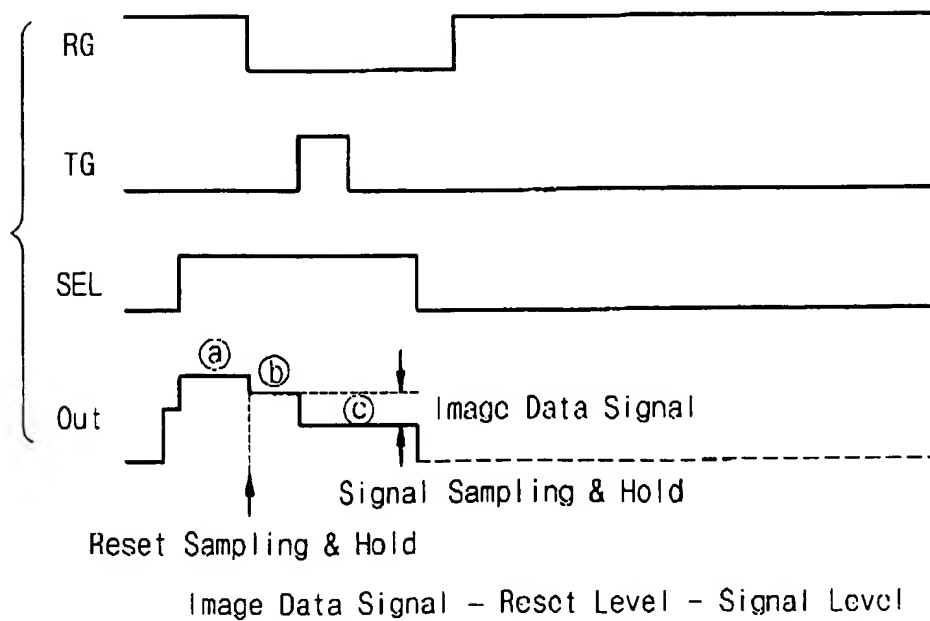 RG
TG
SEL
Out
ⓐ
ⓑ
ⓒ
Image Data Signal
Signal Sampling & Hold
Reset Sampling & Hold
Image Data Signal – Reset Level – Signal Level